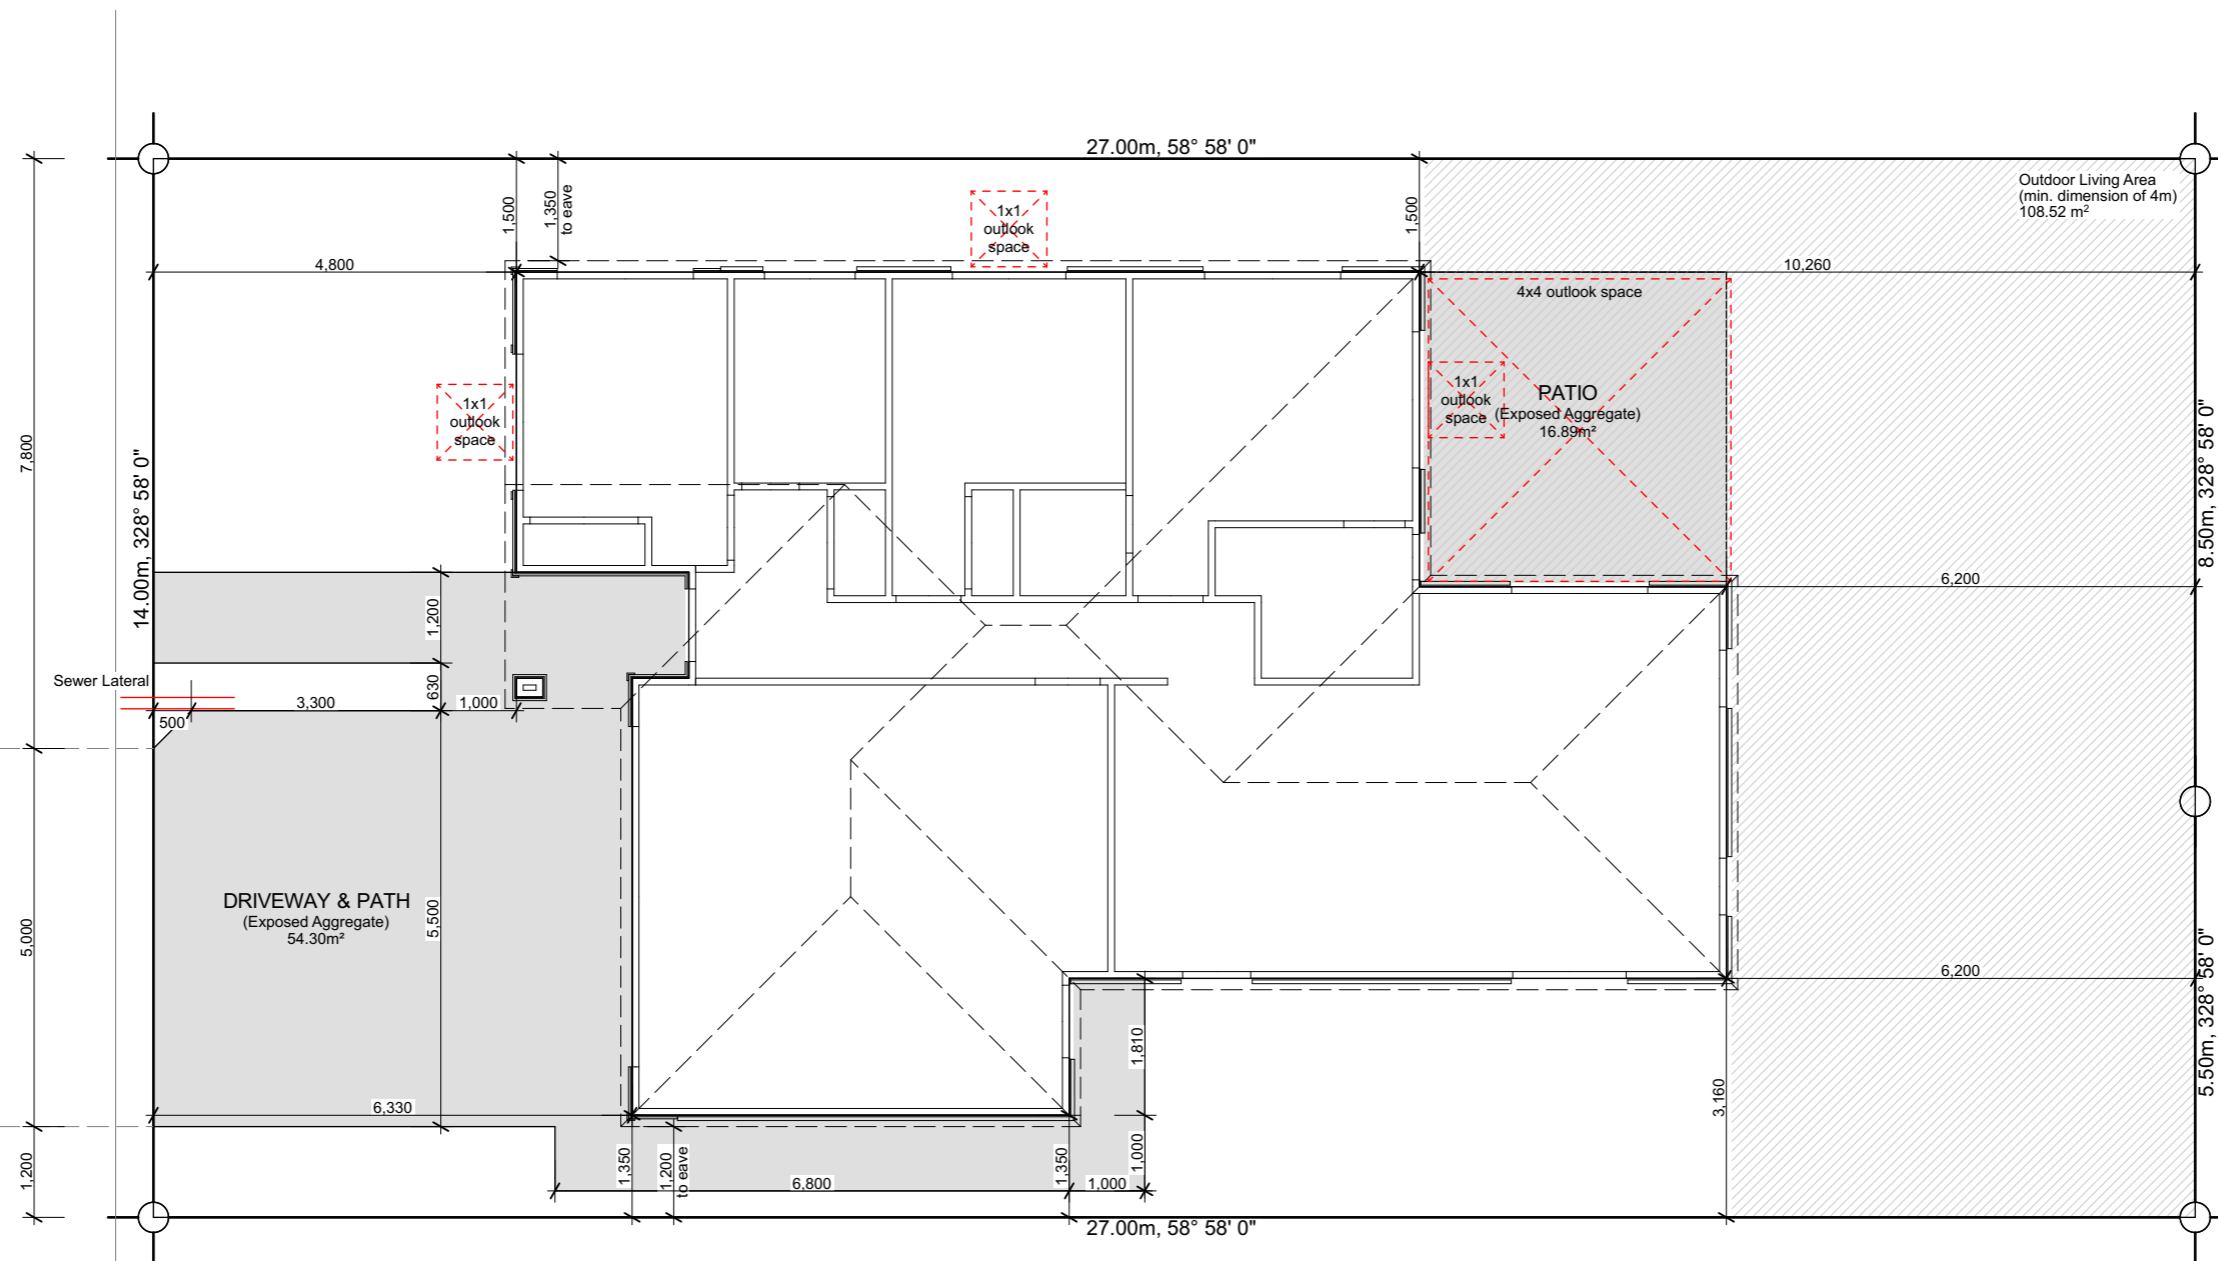 27.00m, 58° 58' 0"
Outdoor Living Area
(min. dimension of 4m)
108.52 m²
1,500
1,350
to eave
1x1
outlook
space
1,500
4,800
10,260
4x4 outlook space
1x1
outlook
space
1x1
outlook
space
PATIO
(Exposed Aggregate)
16.89m²
7,800
14.00m, 328° 58' 0"
8.50m, 328° 58' 0"
6,200
1,200
630
Sewer Lateral
3,300
1,000
500
DRIVEWAY & PATH
(Exposed Aggregate)
54.30m²
5,500
5,000
6,200
5.50m, 328° 58' 0"
1,810
3,160
6,330
1,200
1,350
1,200
to eave
1,350
1,000
6,800
1,000
27.00m, 58° 58' 0"